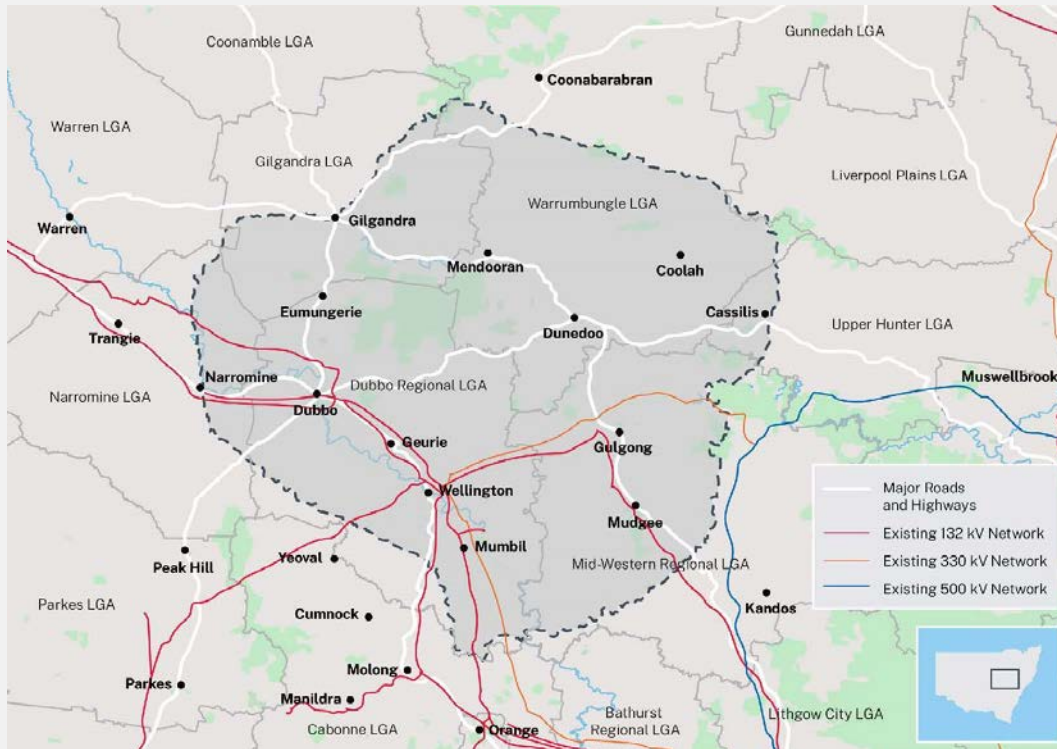 Coonamble LGA
Gunnedah LGA
Coonabarabran
Warren LGA
Gilgandra LGA
Liverpool Plains LGA
Warrumbungle LGA
Warren
Gilgandra
Mendooran
Coolah
Eumungerie
Cassilis
Trangie
Dunedoo
Upper Hunter LGA
Narromine
Dubbo Regional LGA
Muswellbrook
Narromine LGA
Dubbo
Geurie
Gulgong
Wellington
Mudgee
Major Roads
and Highways
Existing 132 kV Network
Existing 330 kV Network
Existing 500 kV Network
Peak Hill
Yeoval
Mumbil
Mid-Western Regional LGA
Kandos
Parkes LGA
Cumnock
Molong
Parkes
Manildra
Cabonne LGA
Orange
Bathurst
Regional LGA
Lithgow City LGA